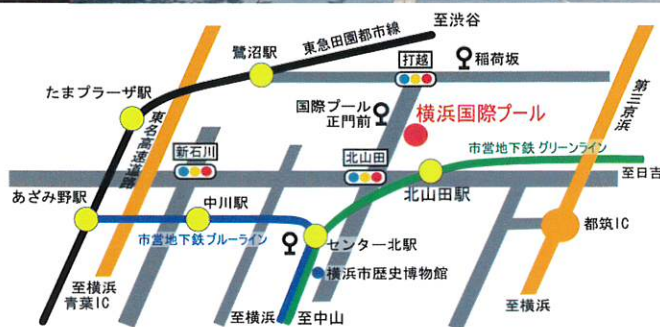 至渋谷
東急田園都市線
鷺沼駅
打越
稲荷坂
第三京浜
たまプラーザ駅
国際プール
正門前
横浜国際プール
東名高速道路
新石川
北山田
市営地下鉄 グリーンライン
至日吉
あざみ野駅
中川駅
北山田駅
市営地下鉄ブルーライン
センター北駅
都筑IC
横浜市歴史博物館
至横浜
青葉IC
至横浜
至中山
至横浜